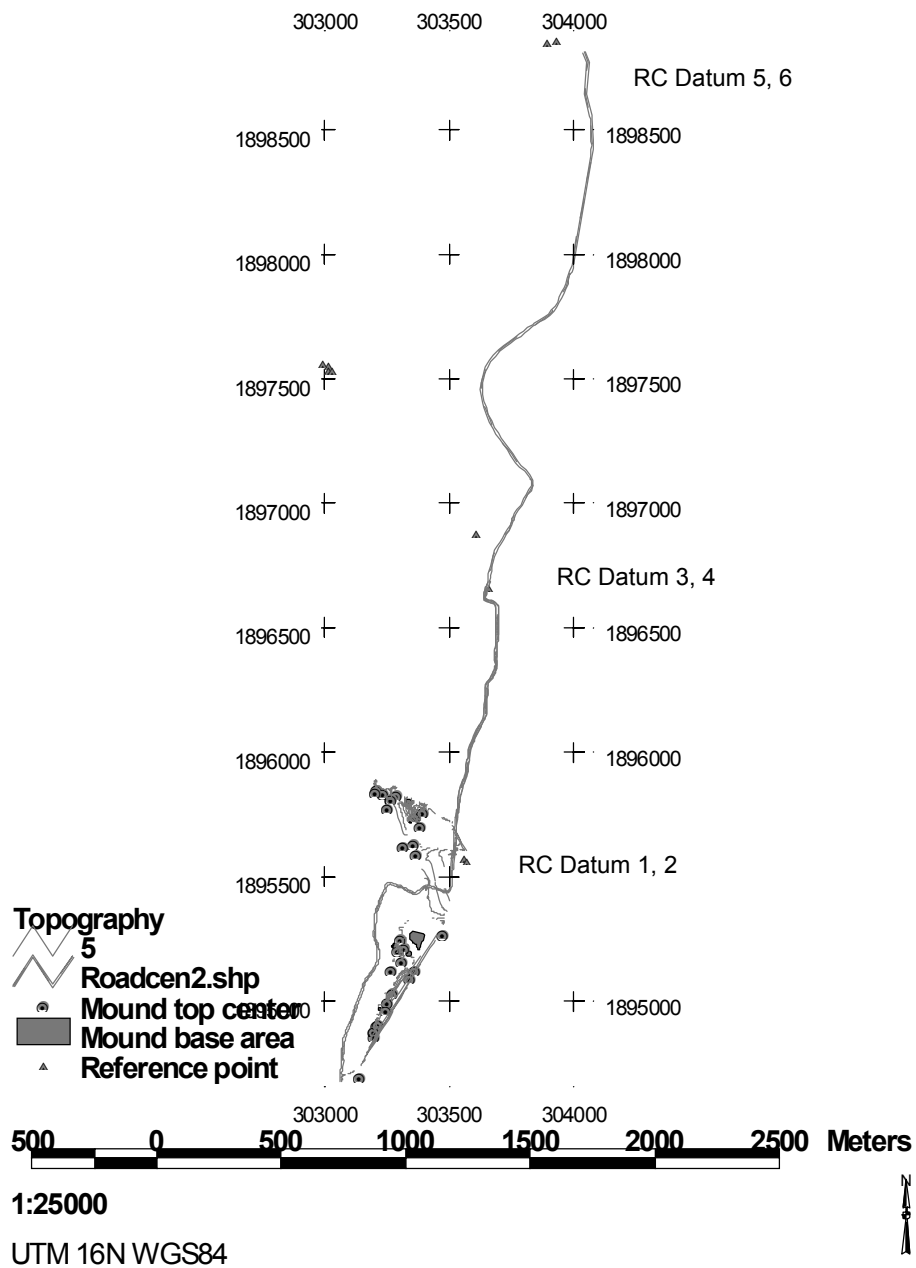 303000 303500 304000
RC Datum 5, 6
1898500 1898500
1898000 1898000
1897500 1897500
1897000 1897000
RC Datum 3, 4
1896500 1896500
1896000 1896000
RC Datum 1, 2
1895500 1895500
Topography
5
Roadcen2.shp
Mound top center
1895000 1895000
Mound base area
Reference point
303000 303500 304000
500 0 500 1000 1500 2000 2500 Meters
N
1:25000
UTM 16N WGS84